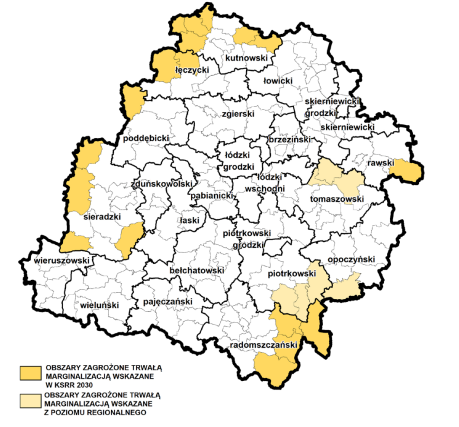 kutnowski
łęczycki
łowicki
zgierski
skierniewicki
grodzki
skierniewicki
poddębicki
brzeziński
łódzki
grodzki
rawski
łódzki
wschodni
zduńskowolski
pabianicki
tomaszowski
sieradzki
łaski
piotrkowski
grodzki
wieruszowski
opoczyński
bełchatowski
piotrkowski
wieluński
pajęczański
radomszczański
OBSZARY ZAGROŻONE TRWAŁĄ
MARGINALIZACJĄ WSKAZANE
W KSRR 2030
OBSZARY ZAGROŻONE TRWAŁĄ
MARGINALIZACJĄ WSKAZANE
Z POZIOMU REGIONALNEGO